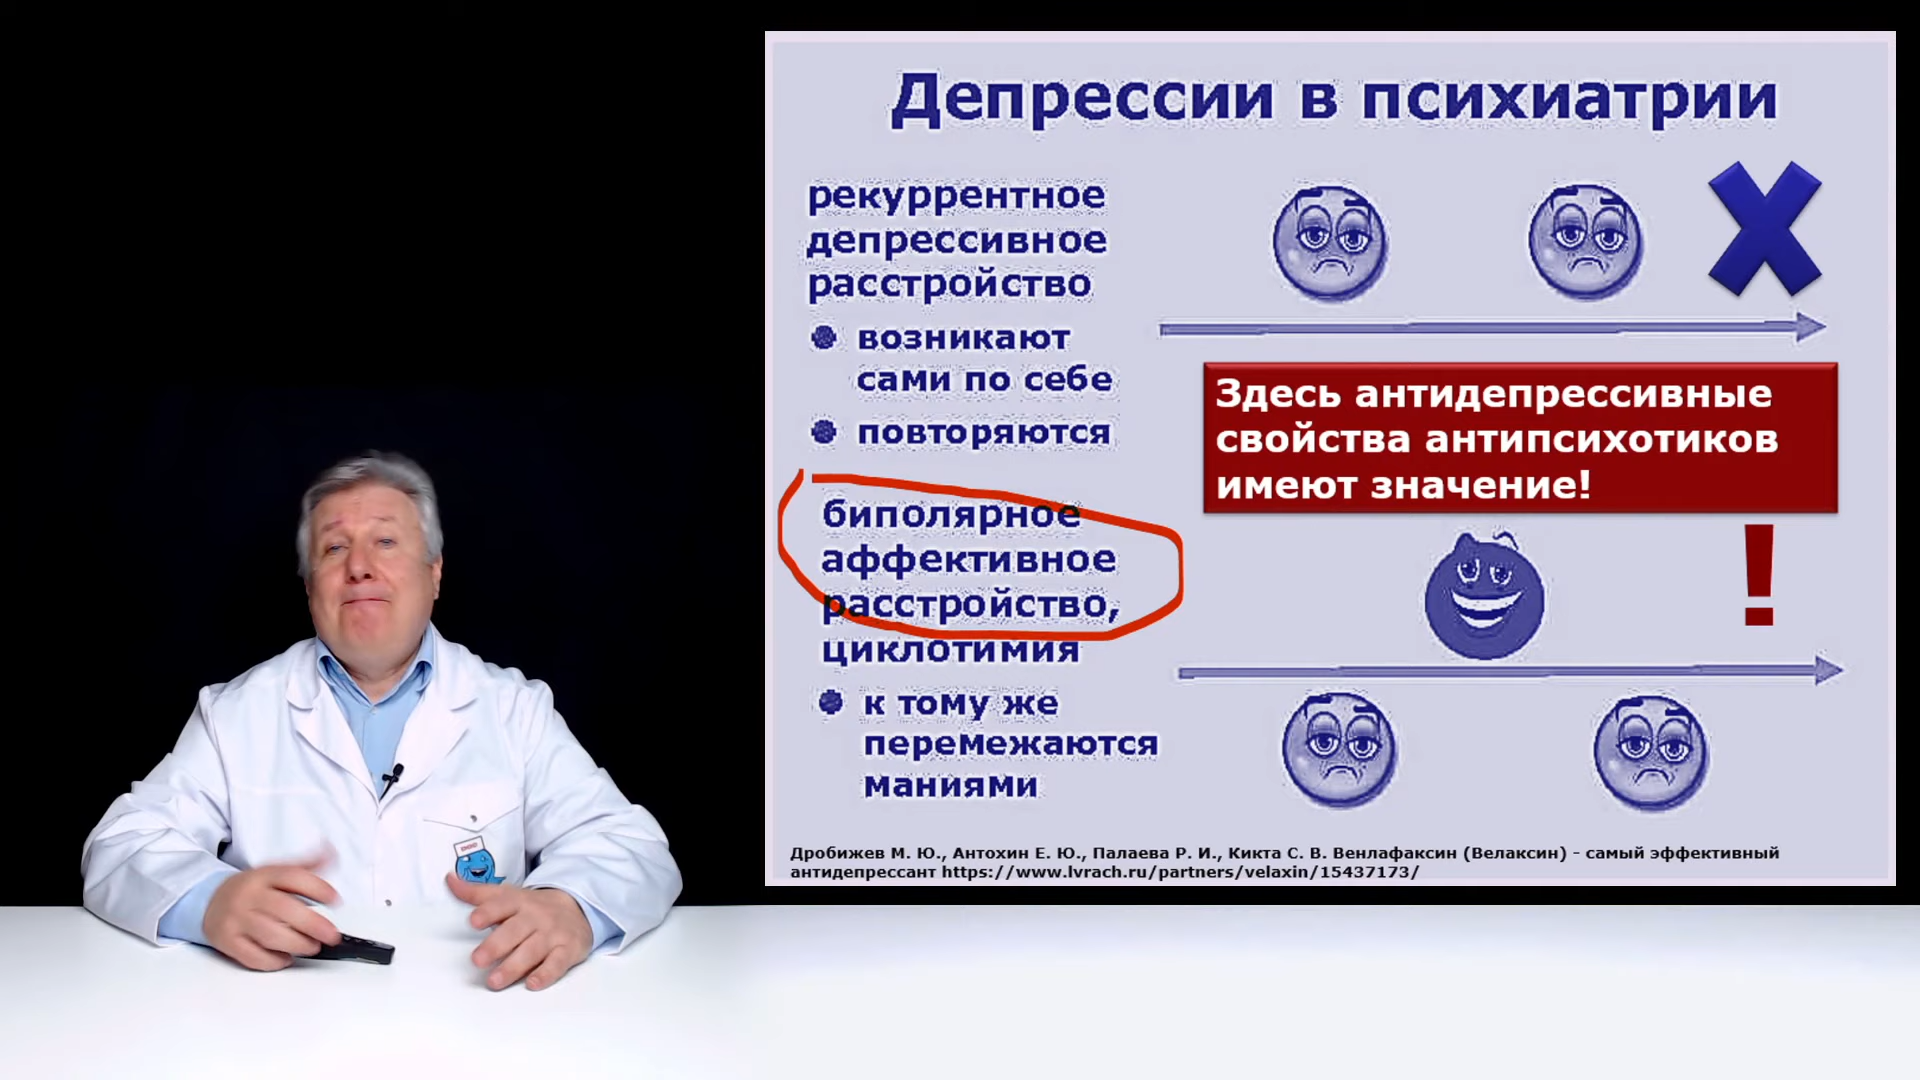 Депрессии в психиатрии
рекуррентное
депрессивное
расстройство
возникают
сами по себе
повторяются
Здесь антидепрессивные
свойства антипсихотиков
имеют значение!
биполярное
аффективное
расстройство,
циклотимия
!
к тому же
перемежаются
маниями
Дробижев М. Ю., Антохин Е. Ю., Палаева Р. И., Кикта С. В. Венлафаксин (Велаксин) - самый эффективный
антидепрессант https://www.lvrach.ru/partners/velaxin/15437173/